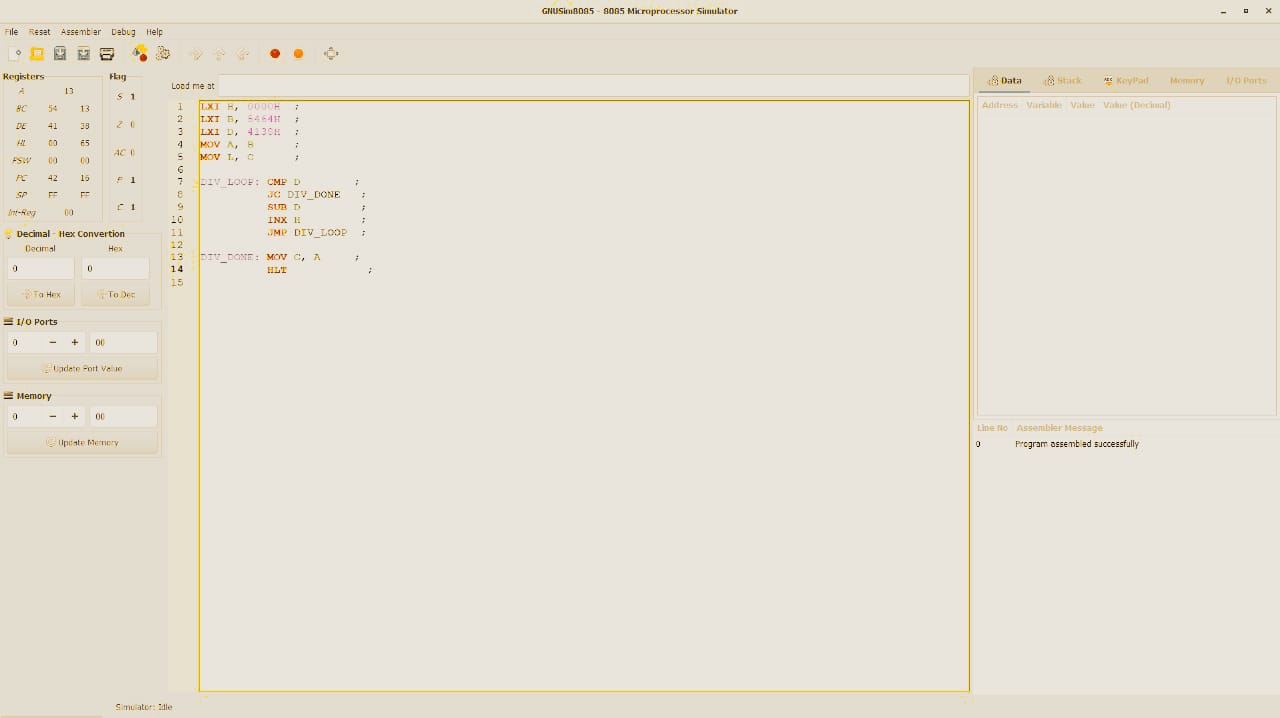 GNUSim8085 - 8085 Microprocessor Simulator
File Reset Assembler Debug Help
Registers
A 13
BC 54 13
DE 41 38
HL 00 65
PSW 00 00
PC 42 16
SP FF FF
Int-Reg 00
Flag
S 1
Z 0
AC 0
P 1
C 1
Decimal - Hex Convertion
Decimal Hex
0 0
To Hex To Dec
I/O Ports
0 − + 00
Update Port Value
Memory
0 − + 00
Update Memory
Load me at
1 LXI H, 0000H ;
2 LXI B, 5464H ;
3 LXI D, 4138H ;
4 MOV A, B ;
5 MOV L, C ;
6
7 DIV_LOOP: CMP D ;
8 JC DIV_DONE ;
9 SUB D ;
10 INX H ;
11 JMP DIV_LOOP ;
12
13 DIV_DONE: MOV C, A ;
14 HLT ;
15
Data Stack KeyPad Memory I/O Ports
Address Variable Value Value (Decimal)
Line No Assembler Message
0 Program assembled successfully
Simulator: Idle